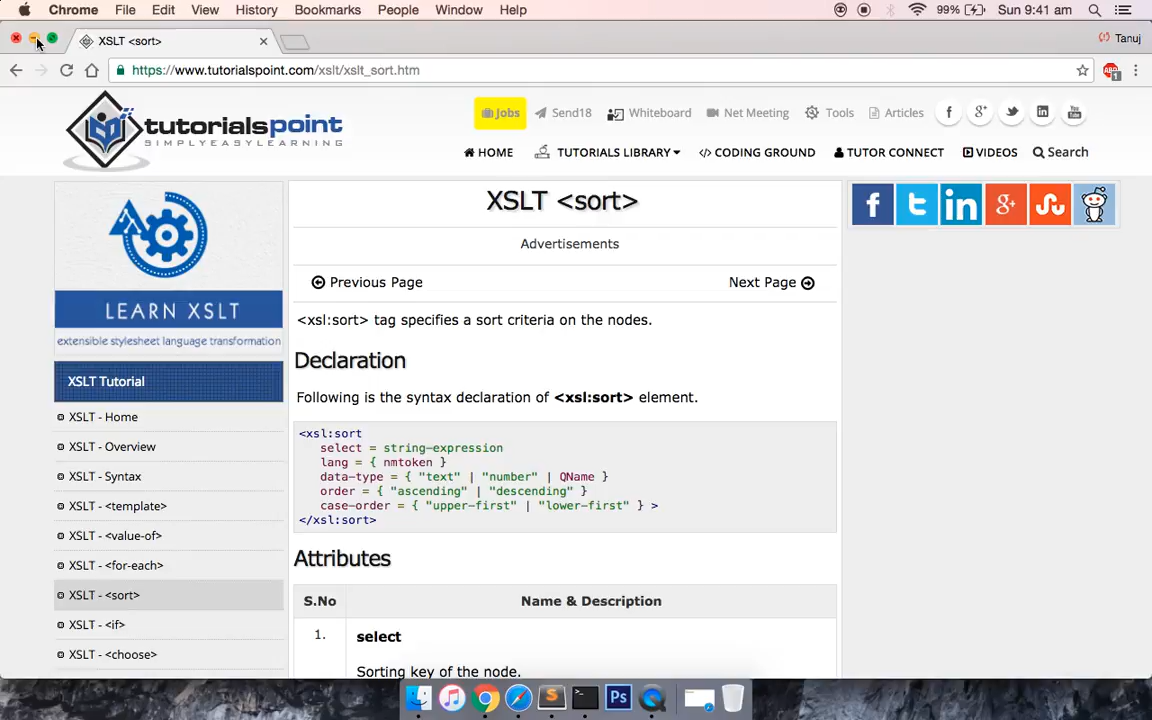 Chrome File Edit View History Bookmarks People Window Help 99% Sun 9:41 am
XSLT <sort> Tanuj
https://www.tutorialspoint.com/xslt/xslt_sort.htm
tutorialspoint
SIMPLYEASYLEARNING
Jobs Send18 Whiteboard Net Meeting Tools Articles
HOME TUTORIALS LIBRARY </> CODING GROUND TUTOR CONNECT VIDEOS Search
LEARN XSLT
extensible stylesheet language transformation
XSLT Tutorial
XSLT - Home
XSLT - Overview
XSLT - Syntax
XSLT - <template>
XSLT - <value-of>
XSLT - <for-each>
XSLT - <sort>
XSLT - <if>
XSLT - <choose>
XSLT <sort>
Advertisements
Previous Page Next Page
<xsl:sort> tag specifies a sort criteria on the nodes.
Declaration
Following is the syntax declaration of <xsl:sort> element.
<xsl:sort
select = string-expression
lang = { nmtoken }
data-type = { "text" | "number" | QName }
order = { "ascending" | "descending" }
case-order = { "upper-first" | "lower-first" } >
</xsl:sort>
Attributes
S.No Name & Description
1. select
Sorting key of the node.